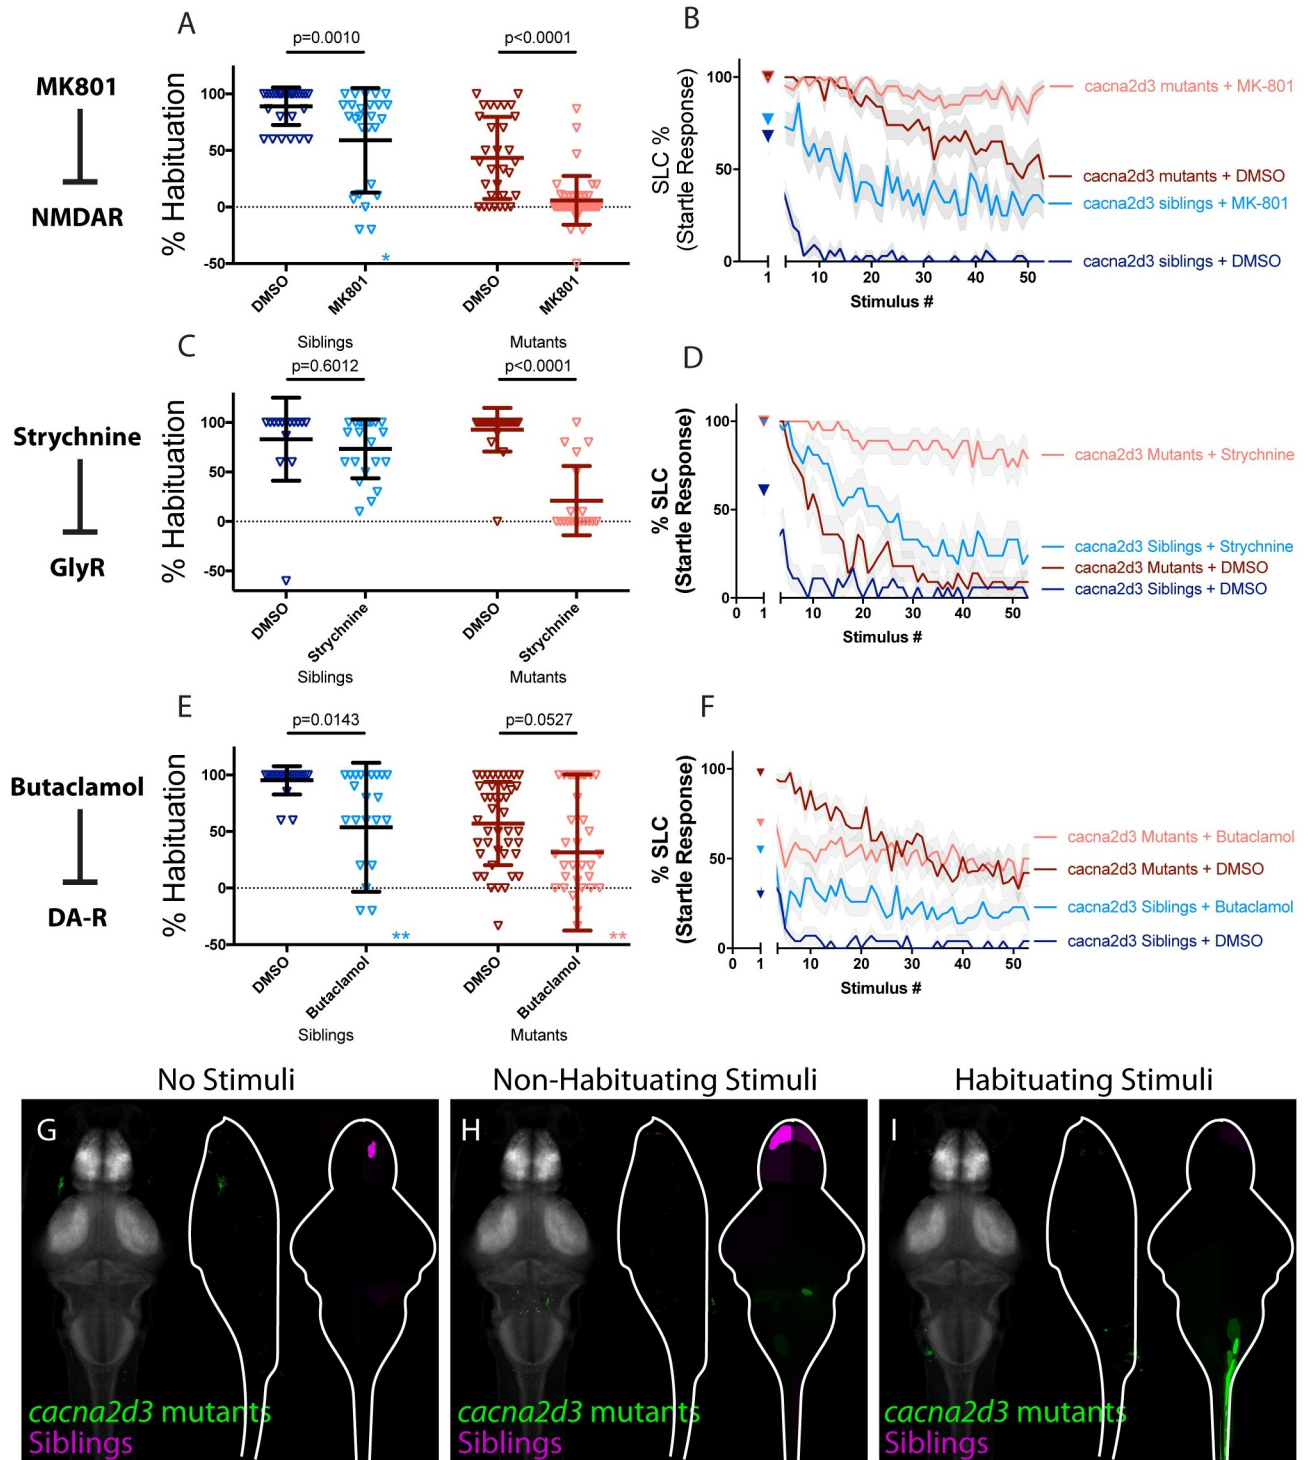 A
p=0.0010
p<0.0001
MK801
NMDAR
% Habituation
100
50
0
-50
*
DMSO
MK801
DMSO
MK801
Siblings
Mutants
B
SLC %
(Startle Response)
100
50
0
1
10
20
30
40
50
Stimulus #
cacna2d3 mutants + MK-801
cacna2d3 mutants + DMSO
cacna2d3 siblings + MK-801
cacna2d3 siblings + DMSO
C
p=0.6012
p<0.0001
Strychnine
GlyR
% Habituation
100
50
0
-50
DMSO
Strychnine
DMSO
Strychnine
Siblings
Mutants
D
% SLC
(Startle Response)
100
50
0
0
1
10
20
30
40
50
Stimulus #
cacna2d3 Mutants + Strychnine
cacna2d3 Siblings + Strychnine
cacna2d3 Mutants + DMSO
cacna2d3 Siblings + DMSO
E
p=0.0143
p=0.0527
Butaclamol
DA-R
% Habituation
100
50
0
-50
**
**
DMSO
Butaclamol
DMSO
Butaclamol
Siblings
Mutants
F
% SLC
(Startle Response)
100
50
0
0
1
10
20
30
40
50
Stimulus #
cacna2d3 Mutants + Butaclamol
cacna2d3 Mutants + DMSO
cacna2d3 Siblings + Butaclamol
cacna2d3 Siblings + DMSO
No Stimuli
Non-Habituating Stimuli
Habituating Stimuli
G
cacna2d3 mutants
Siblings
H
cacna2d3 mutants
Siblings
I
cacna2d3 mutants
Siblings